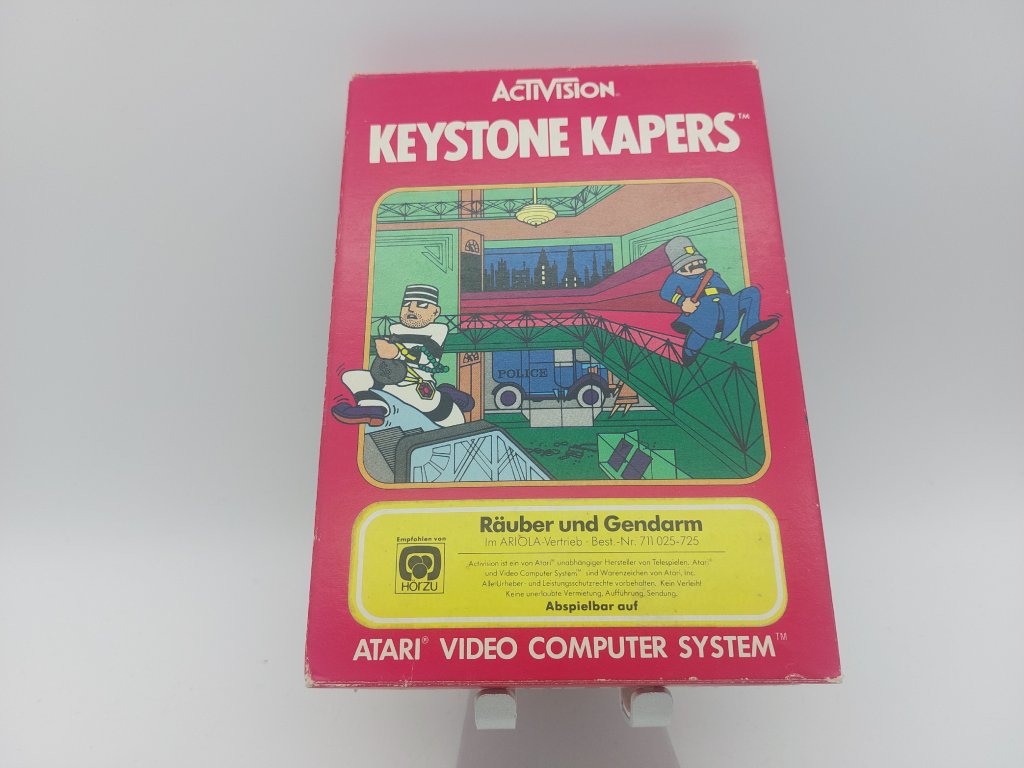 ACTIVISION®
KEYSTONE KAPERS™
POLICE
Räuber und Gendarm
Im ARIOLA-Vertrieb · Best.-Nr. 711 025-725
Empfohlen von
HÖRZU
Activision ist ein von Atari® unabhängiger Hersteller von Telespielen. Atari®
und Video Computer System™ sind Warenzeichen von Atari, Inc.
Alle Urheber- und Leistungsschutzrechte vorbehalten. Kein Verleih!
Keine unerlaubte Vermietung, Aufführung, Sendung.
Abspielbar auf
ATARI® VIDEO COMPUTER SYSTEM™